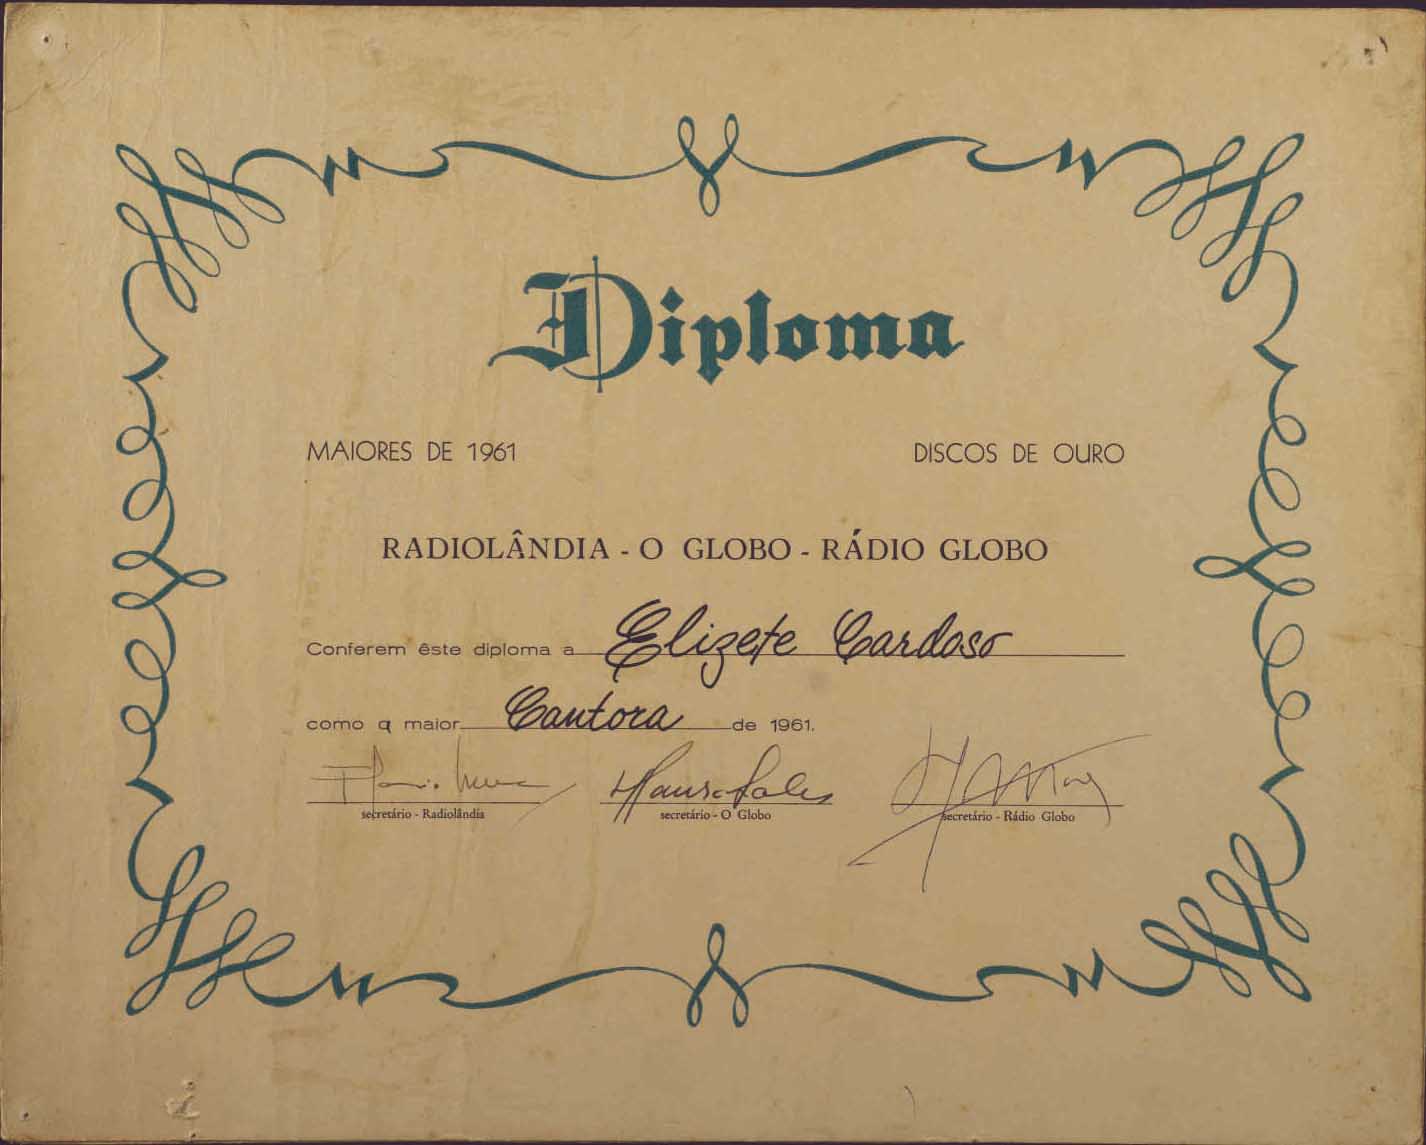 Diploma
MAIORES DE 1961 DISCOS DE OURO
RADIOLÂNDIA - O GLOBO - RÁDIO GLOBO
Conferem êste diploma a Elizete Cardoso
como a maior Cantora de 1961.
secretário - Radiolândia secretário - O Globo secretário - Rádio Globo